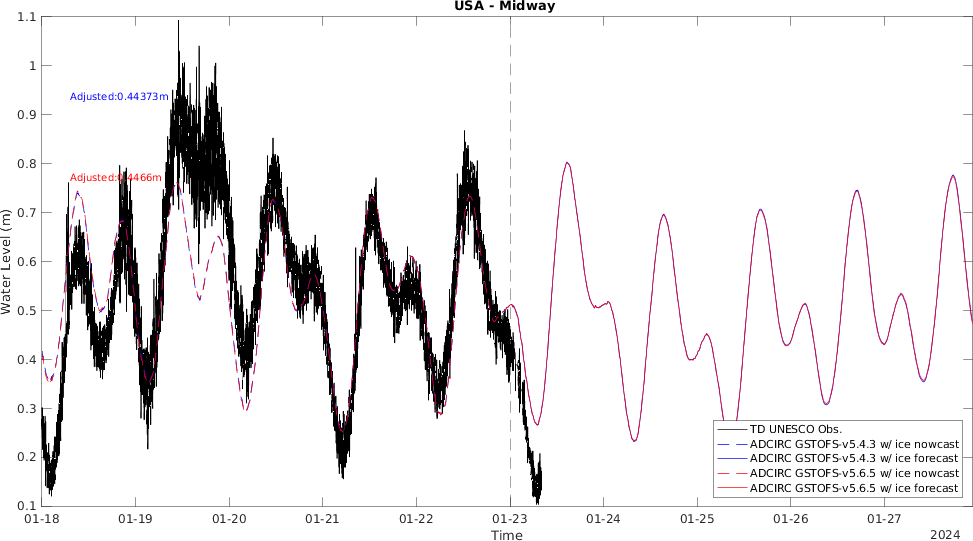 USA - Midway
1.1
1
0.9
0.8
0.7
0.6
0.5
0.4
0.3
0.2
0.1
Water Level (m)
Adjusted:0.44373m
Adjusted:0.4466m
TD UNESCO Obs.
ADCIRC GSTOFS-v5.4.3 w/ ice nowcast
ADCIRC GSTOFS-v5.4.3 w/ ice forecast
ADCIRC GSTOFS-v5.6.5 w/ ice nowcast
ADCIRC GSTOFS-v5.6.5 w/ ice forecast
01-18 01-19 01-20 01-21 01-22 01-23 01-24 01-25 01-26 01-27
Time
2024